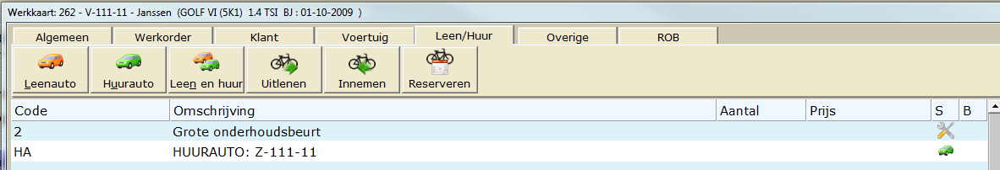 Werkkaart: 262 - V-111-11 - Janssen (GOLF VI (5K1) 1.4 TSI BJ : 01-10-2009 )
Algemeen Werkorder Klant Voertuig Leen/Huur Overige ROB
Leenauto Huurauto Leen en huur Uitlenen Innemen Reserveren
Code Omschrijving Aantal Prijs S B
2 Grote onderhoudsbeurt
HA HUURAUTO: Z-111-11